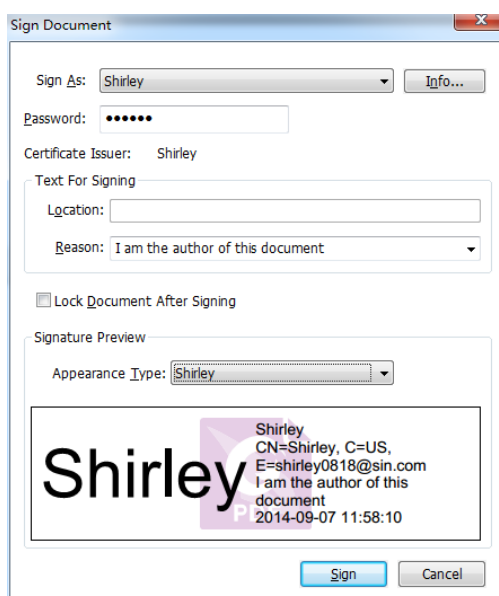 Sign Document
X
Sign As: Shirley Info...
Password: ••••••
Certificate Issuer: Shirley
Text For Signing
Location:
Reason: I am the author of this document
Lock Document After Signing
Signature Preview
Appearance Type: Shirley
Shirley
Shirley
CN=Shirley, C=US,
E=shirley0818@sin.com
I am the author of this
document
2014-09-07 11:58:10
PDF
Sign Cancel